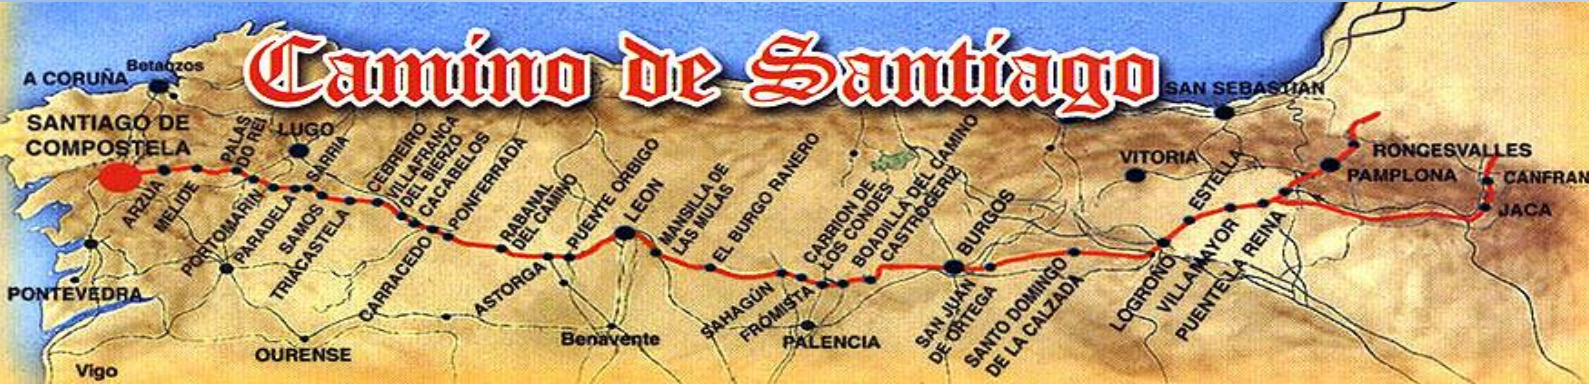 Camino de Santiago
A CORUÑA
Betanzos
SANTIAGO DE
COMPOSTELA
LUGO
PALAS
DO REI
SARRIA
CEBREIRO
VILLAFRANCA
DEL BIERZO
CACABELOS
PONFERRADA
RABANAL
DEL CAMINO
PUENTE ORBIGO
LEON
MANSILLA DE
LAS MULAS
EL BURGO RANERO
CARRION DE
LOS CONDES
BOADILLA DEL CAMINO
CASTROGERIZ
BURGOS
VITORIA
SAN SEBASTIAN
ESTELLA
RONCESVALLES
PAMPLONA
CANFRAN
JACA
ARZUA
MELIDE
PORTOMARIN
PARADELA
SAMOS
TRIACASTELA
CARRACEDO
ASTORGA
SAHAGUN
FROMISTA
SAN JUAN
DE ORTEGA
SANTO DOMINGO
DE LA CALZADA
LOGROÑO
VILLAMAYOR
PUENTE LA REINA
PONTEVEDRA
OURENSE
Benavente
PALENCIA
Vigo